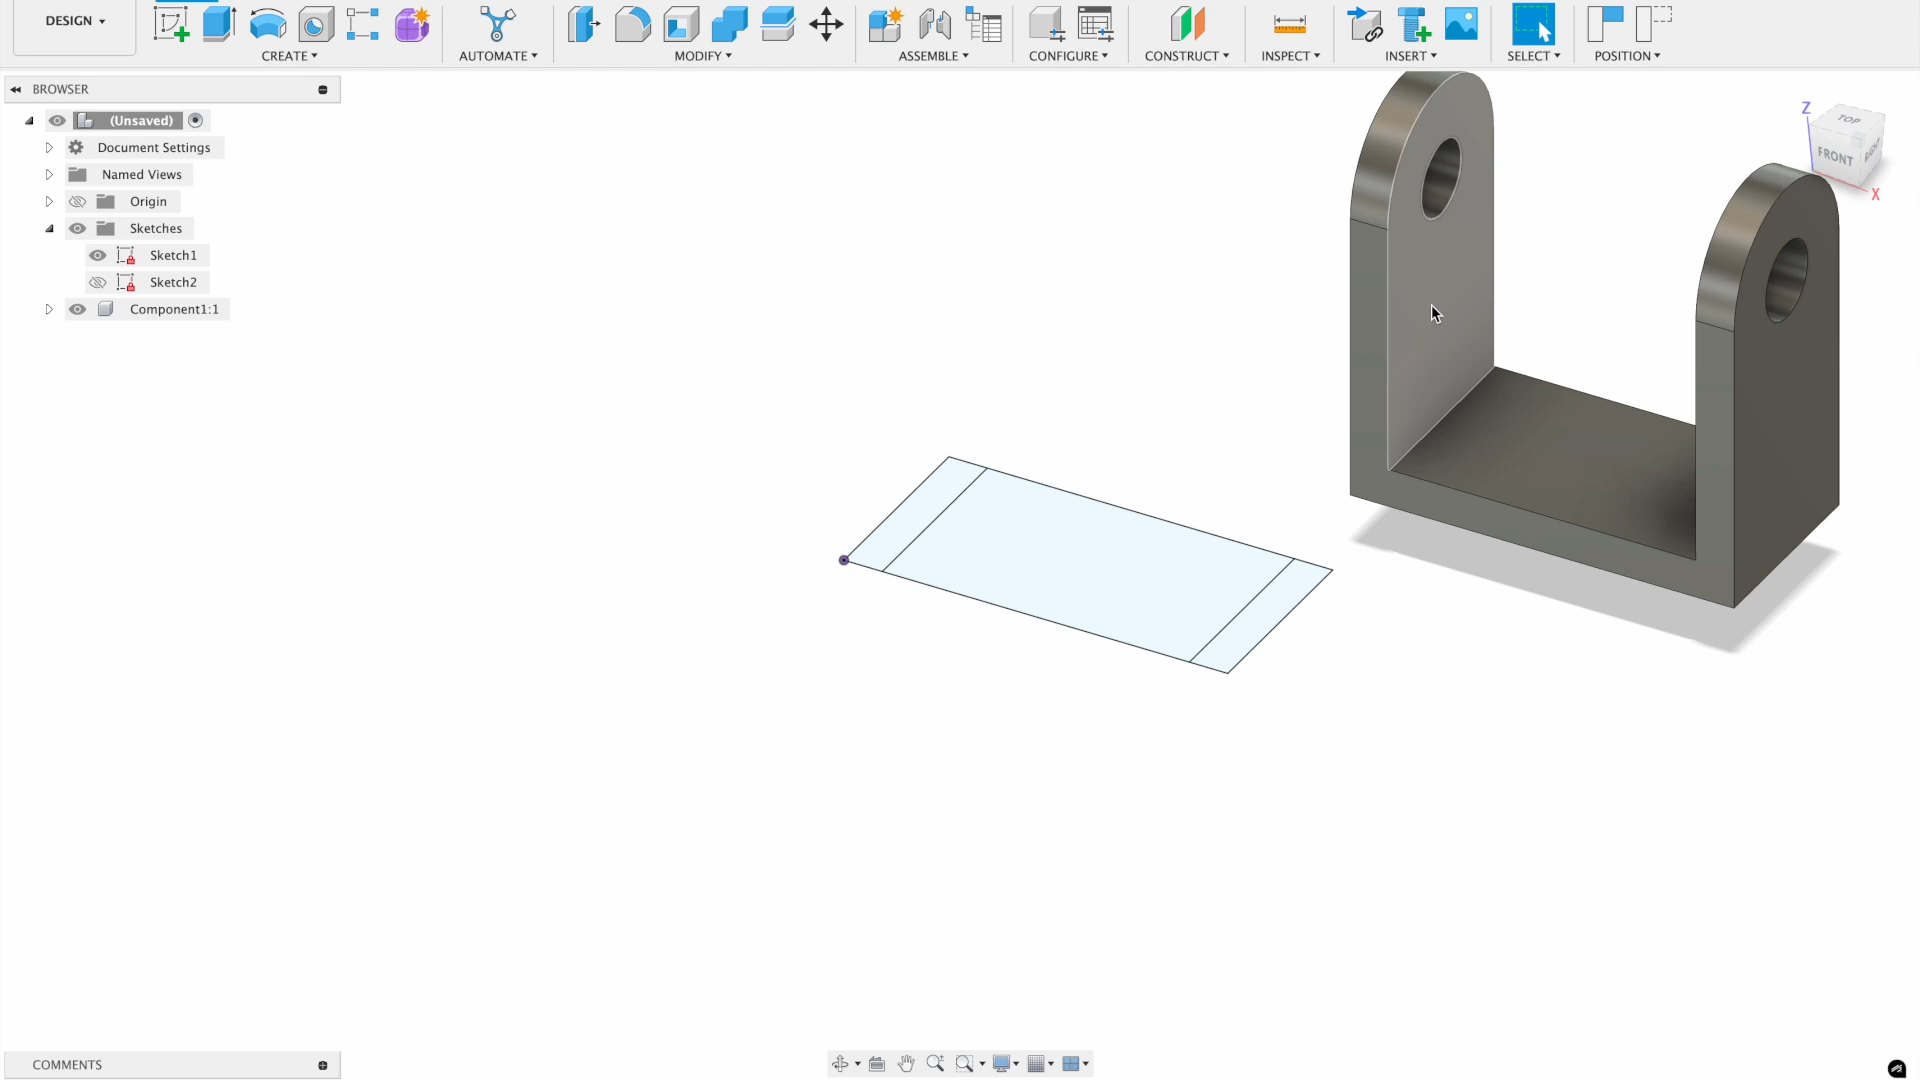 DESIGN
CREATE
AUTOMATE
MODIFY
ASSEMBLE
CONFIGURE
CONSTRUCT
INSPECT
INSERT
SELECT
POSITION
BROWSER
(Unsaved)
Document Settings
Named Views
Origin
Sketches
Sketch1
Sketch2
Component1:1
Z
TOP
FRONT
RIGHT
X
COMMENTS